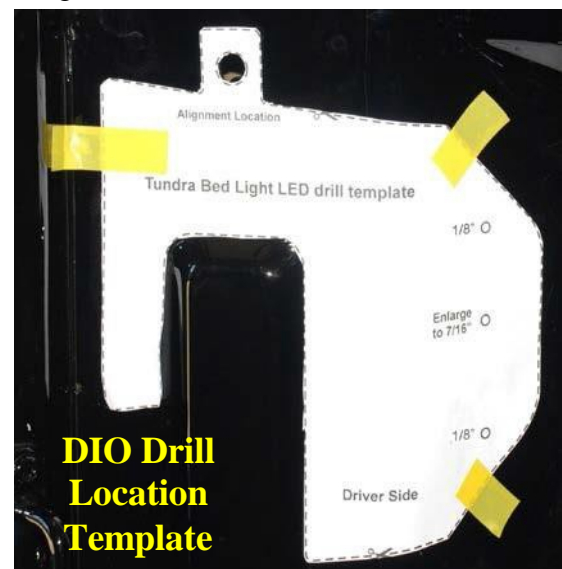 Alignment Location
Tundra Bed Light LED drill template
1/8" O
Enlarge
to 7/16" O
1/8" O
Driver Side
DIO Drill
Location
Template